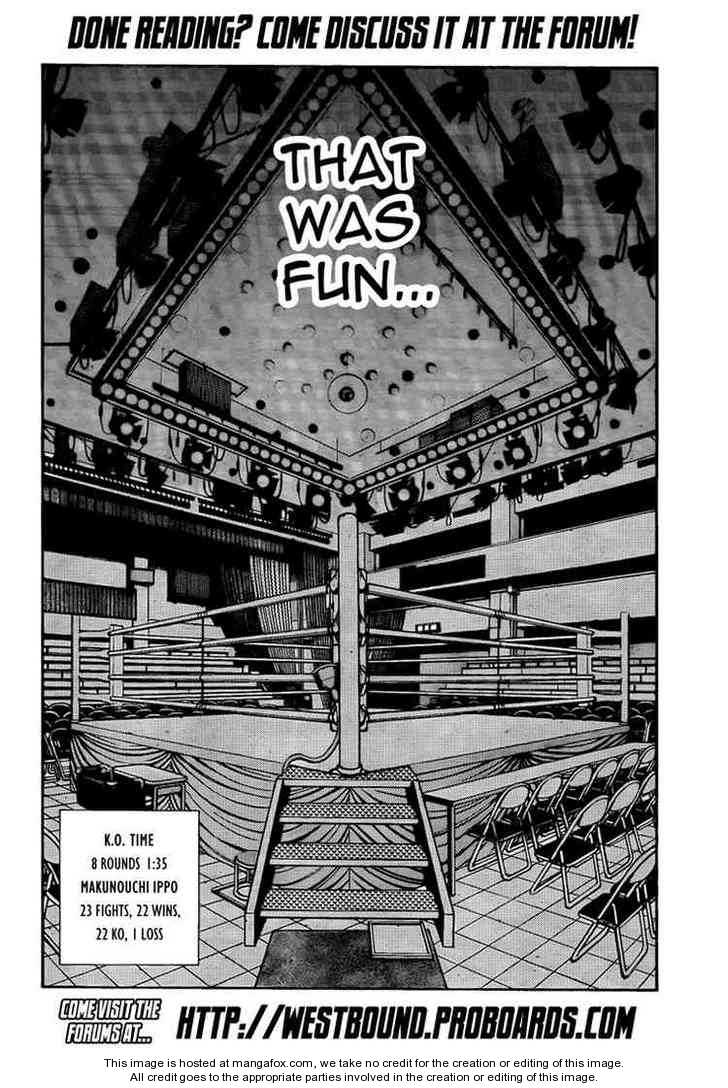 DONE READING? COME DISCUSS IT AT THE FORUM!
THAT
WAS
FUN...
K.O. TIME
8 ROUNDS 1:35
MAKUNOUCHI IPPO
23 FIGHTS, 22 WINS,
22 KO, 1 LOSS
COME VISIT THE
FORUMS AT...
HTTP://WESTBOUND.PROBOARDS.COM
This image is hosted at mangafox.com, we take no credit for the creation or editing of this image.
All credit goes to the appropriate parties involved in the creation or editing of this image.